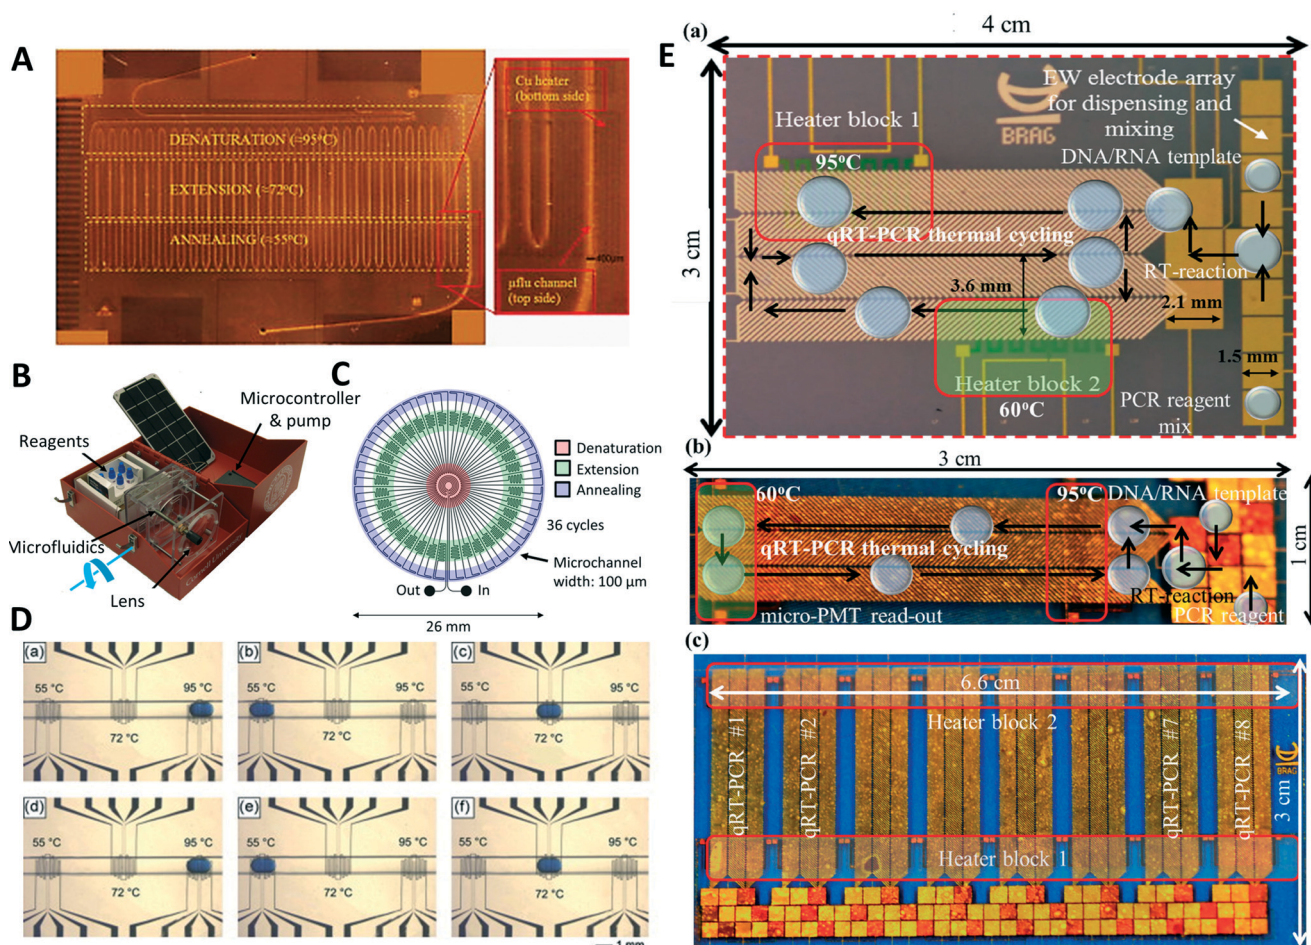 A
Cu heater
(bottom side)
DENATURATION (≈95°C)
EXTENSION (≈72°C)
ANNEALING (≈55°C)
400μm
μflu channel
(top side)
B
Microcontroller
& pump
Reagents
Microfluidics
Lens
C
Denaturation
Extension
Annealing
36 cycles
Microchannel
width: 100 μm
Out
In
26 mm
D
(a)
55 °C
95 °C
72 °C
(b)
55 °C
95 °C
72 °C
(c)
55 °C
95 °C
72 °C
(d)
55 °C
95 °C
72 °C
(e)
55 °C
95 °C
72 °C
(f)
55 °C
95 °C
72 °C
1 mm
E
(a)
4 cm
3 cm
EW electrode array
for dispensing and
mixing
BRAG
Heater block 1
95°C
DNA/RNA template
qRT-PCR thermal cycling
RT-reaction
3.6 mm
2.1 mm
1.5 mm
Heater block 2
60°C
PCR reagent
mix
(b)
3 cm
60°C
95°C
DNA/RNA template
qRT-PCR thermal cycling
1 cm
RT-reaction
micro-PMT read-out
PCR reagent
(c)
6.6 cm
Heater block 2
qRT-PCR #1
qRT-PCR #2
qRT-PCR #7
qRT-PCR #8
BRAG
3 cm
Heater block 1